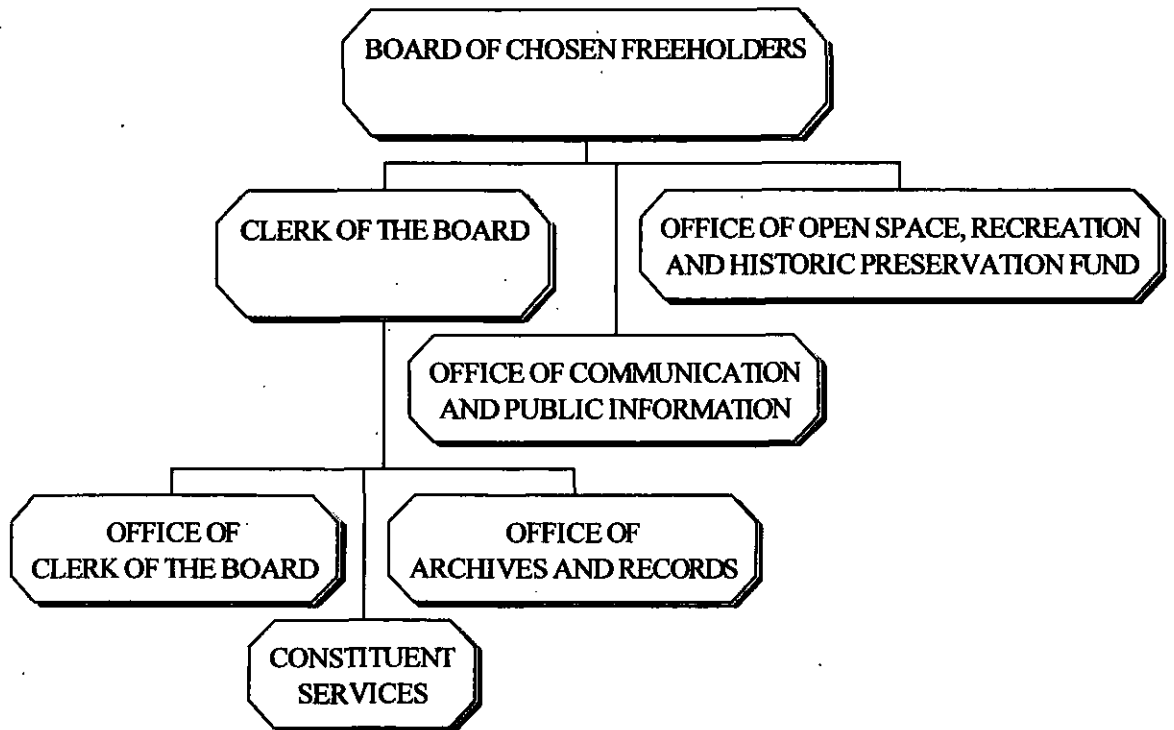 BOARD OF CHOSEN FREEHOLDERS
CLERK OF THE BOARD
OFFICE OF OPEN SPACE, RECREATION
AND HISTORIC PRESERVATION FUND
OFFICE OF COMMUNICATION
AND PUBLIC INFORMATION
OFFICE OF
CLERK OF THE BOARD
OFFICE OF
ARCHIVES AND RECORDS
CONSTITUENT
SERVICES